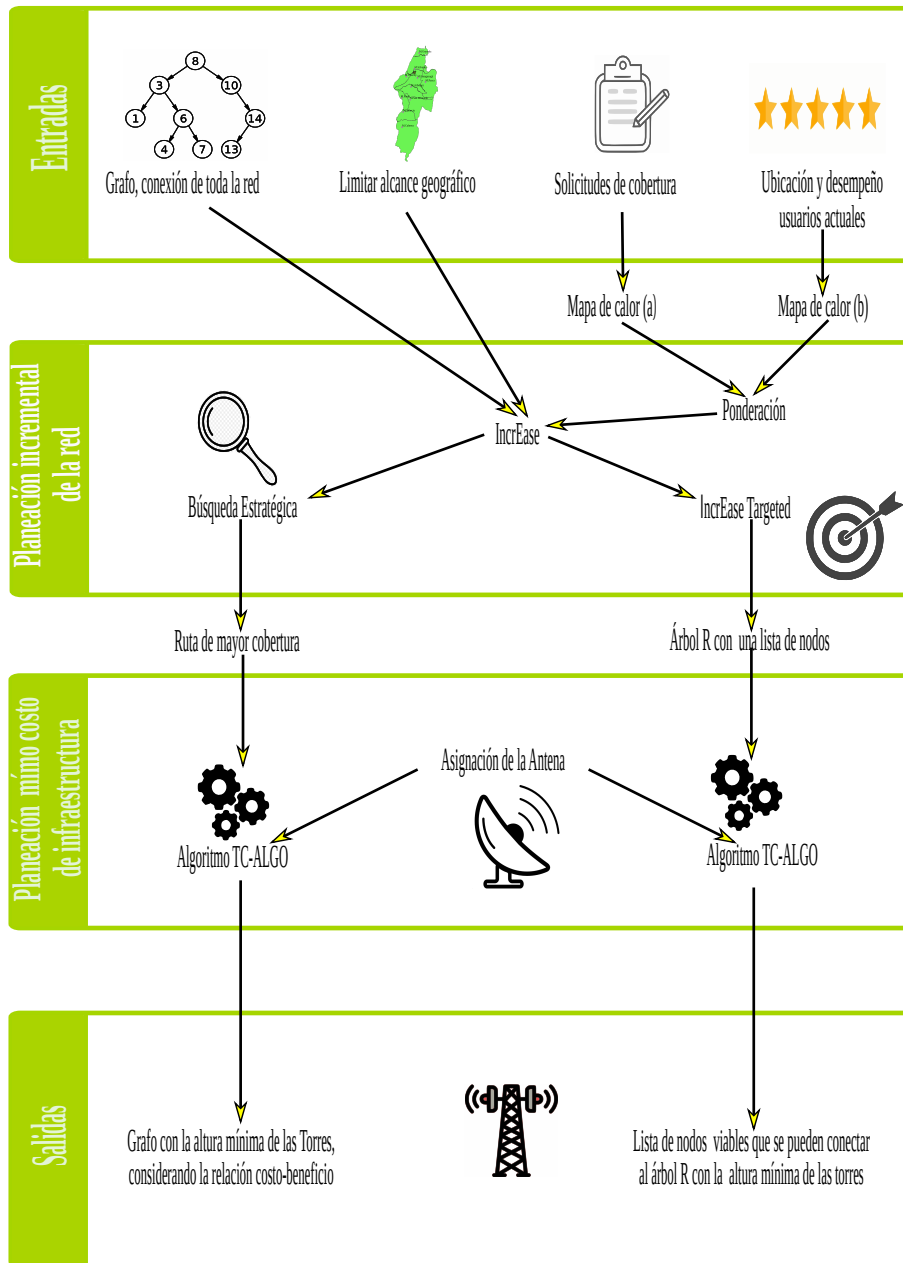 Entradas
8
3
10
1
6
14
4
7
13
Grafo, conexión de toda la red
Limitar alcance geográfico
Solicitudes de cobertura
Ubicación y desempeño
usuarios actuales
Mapa de calor (a)
Mapa de calor (b)
Planeación incremental
de la red
Ponderación
IncrEase
Búsqueda Estratégica
IncrEase Targeted
Ruta de mayor cobertura
Árbol R con una lista de nodos
Planeación mímo costo
de infraestructura
Asignación de la Antena
Algoritmo TC-ALGO
Algoritmo TC-ALGO
Salidas
Grafo con la altura mínima de las Torres,
considerando la relación costo-beneficio
Lista de nodos viables que se pueden conectar
al árbol R con la altura mínima de las torres